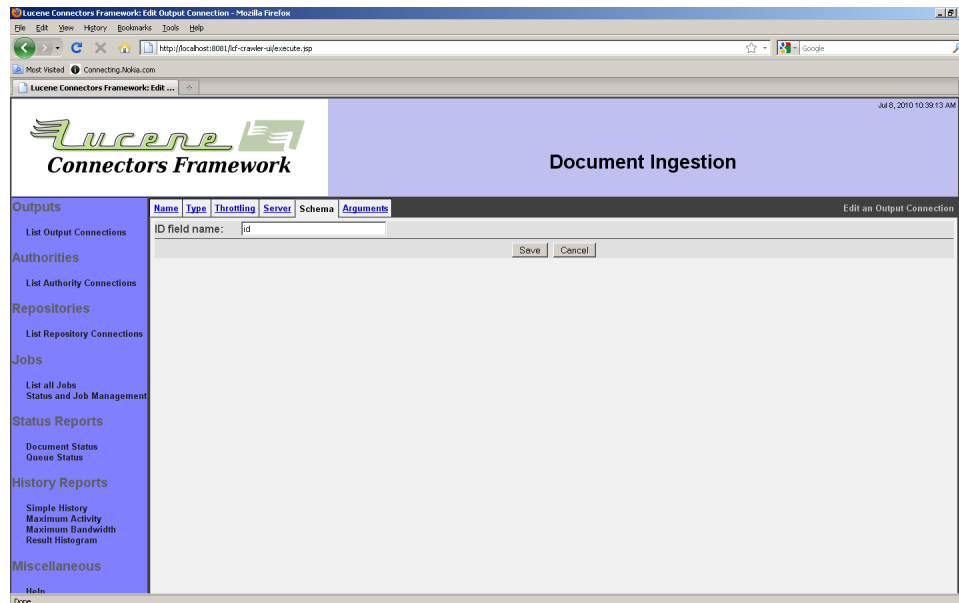 Lucene Connectors Framework: Edit Output Connection - Mozilla Firefox
File Edit View History Bookmarks Tools Help
http://localhost:8081/lcf-crawler-ui/execute.jsp
Google
Most Visited Connecting.Nokia.com
Lucene Connectors Framework: Edit ...
Jul 8, 2010 10:39:13 AM
Lucene
Connectors Framework
Document Ingestion
Outputs
Name Type Throttling Server Schema Arguments
Edit an Output Connection
ID field name: id
List Output Connections
Save Cancel
Authorities
List Authority Connections
Repositories
List Repository Connections
Jobs
List all Jobs
Status and Job Management
Status Reports
Document Status
Queue Status
History Reports
Simple History
Maximum Activity
Maximum Bandwidth
Result Histogram
Miscellaneous
Help
Done